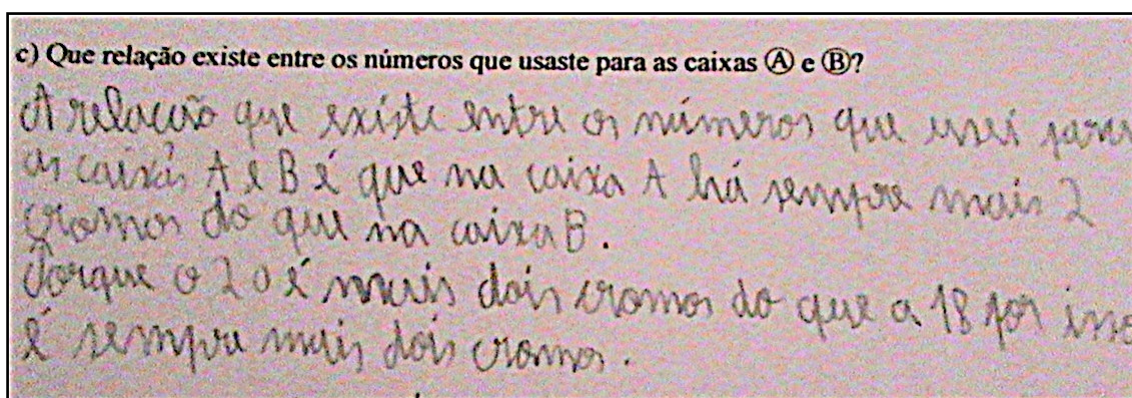 c) Que relação existe entre os números que usaste para as caixas Ⓐ e Ⓑ?
A relacção que existe entre os números que usei para
as caixas A e B é que na caixa A há sempre mais 2
cromos do que na caixa B.
Porque o 20 é mais dois cromos do que a 18 por isso
é sempre mais dois cromos.